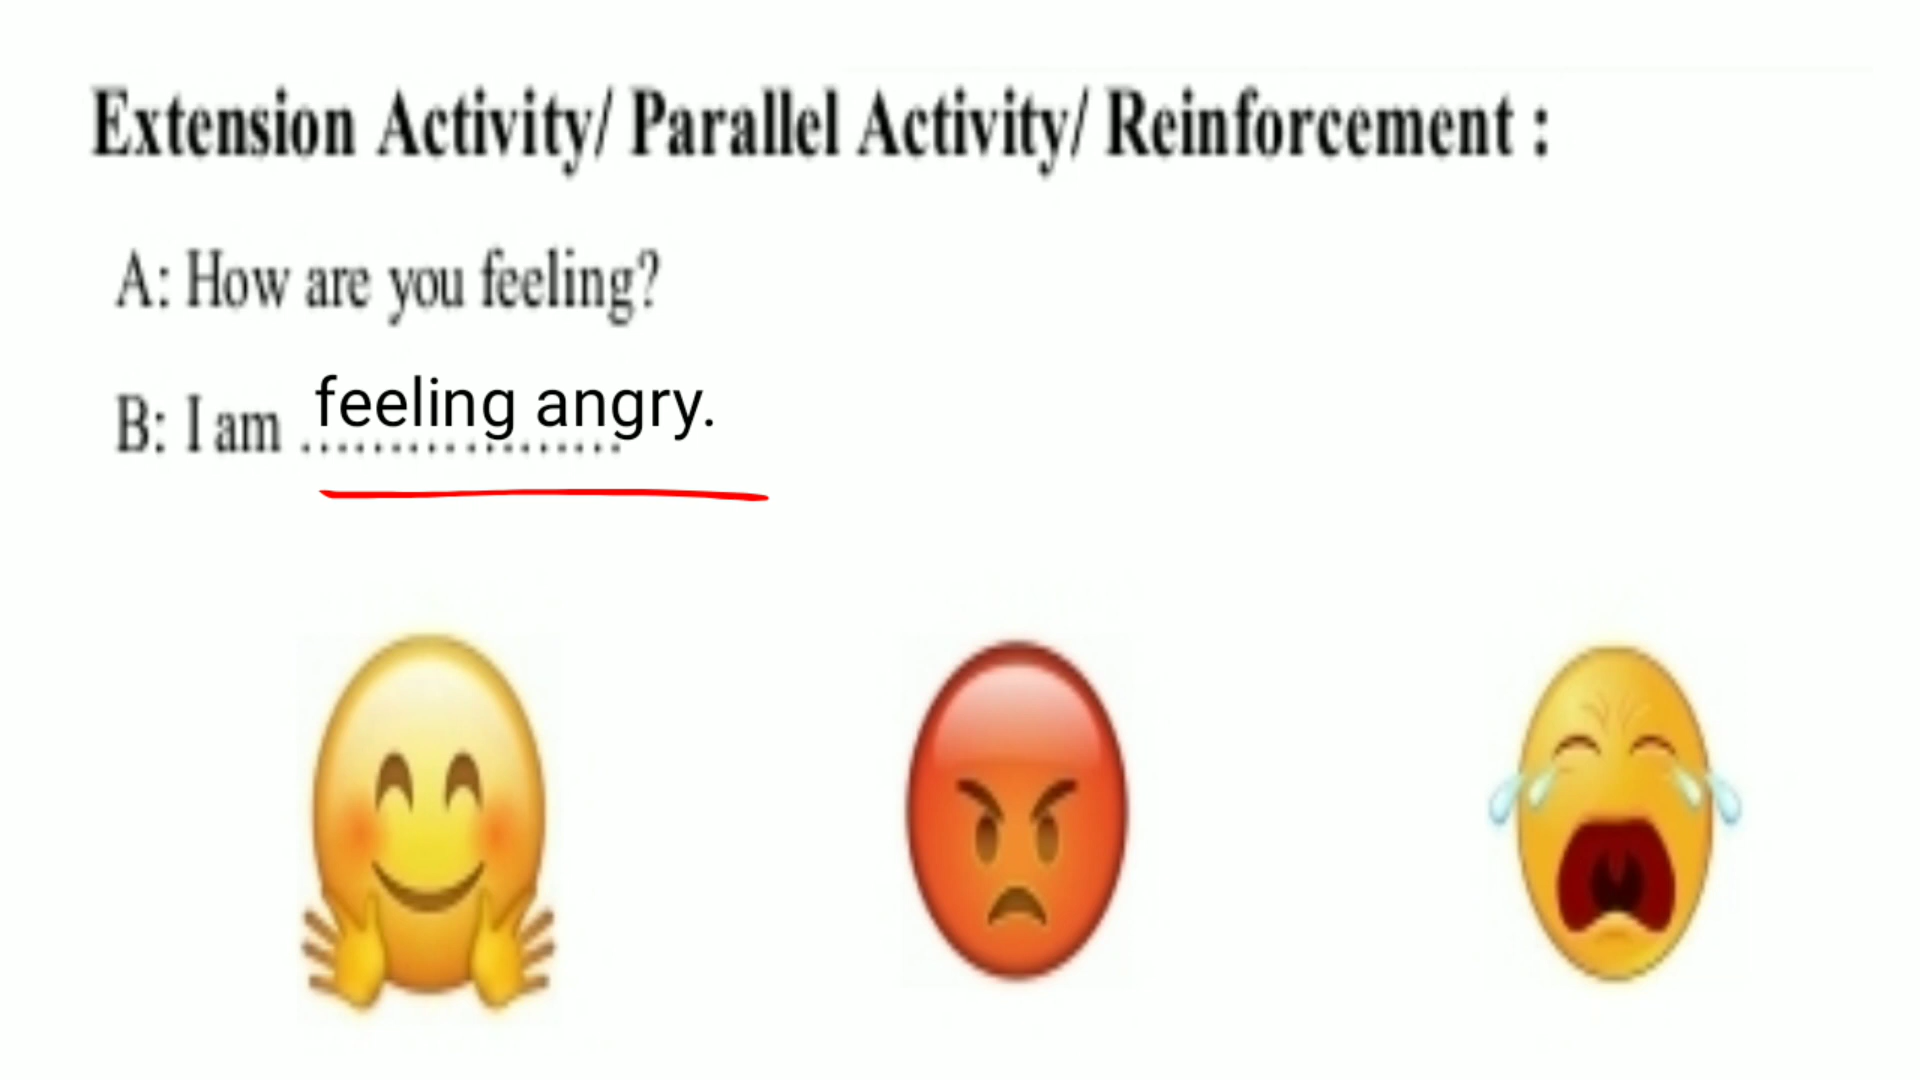 Extension Activity/ Parallel Activity/ Reinforcement :
A: How are you feeling?
B: I am .................. feeling angry.